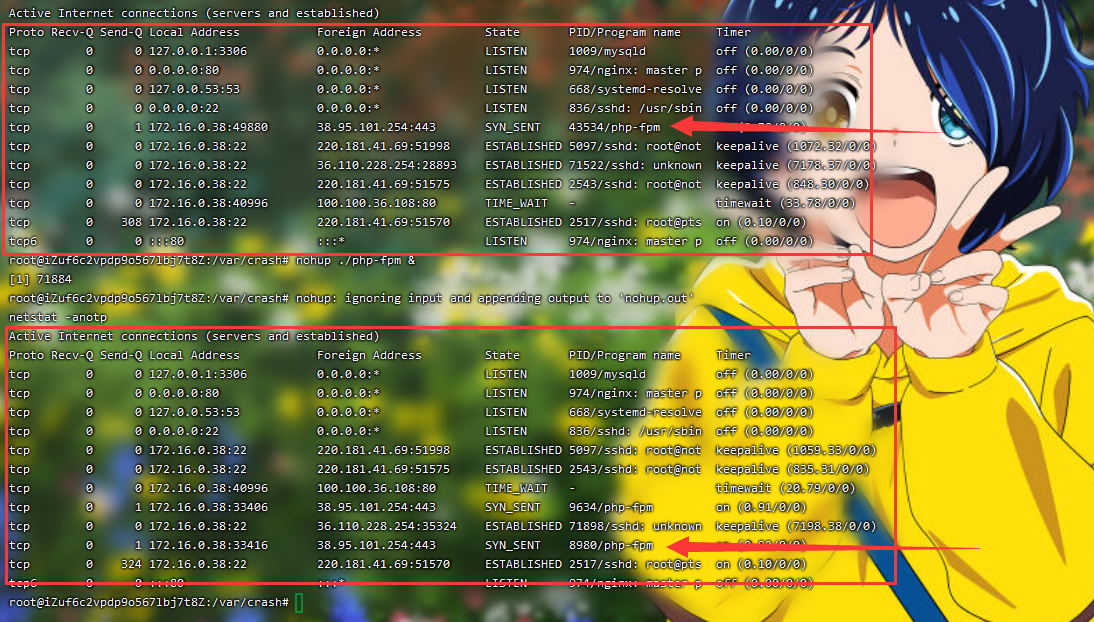 Active Internet connections (servers and established)
Proto Recv-Q Send-Q Local Address Foreign Address State PID/Program name Timer
tcp 0 0 127.0.0.1:3306 0.0.0.0:* LISTEN 1009/mysqld off (0.00/0/0)
tcp 0 0 0.0.0.0:80 0.0.0.0:* LISTEN 974/nginx: master p off (0.00/0/0)
tcp 0 0 127.0.0.53:53 0.0.0.0:* LISTEN 668/systemd-resolve off (0.00/0/0)
tcp 0 0 0.0.0.0:22 0.0.0.0:* LISTEN 836/sshd: /usr/sbin off (0.00/0/0)
tcp 0 1 172.16.0.38:49880 38.95.101.254:443 SYN_SENT 43534/php-fpm
tcp 0 0 172.16.0.38:22 220.181.41.69:51998 ESTABLISHED 5097/sshd: root@not keepalive (1072.32/0/0)
tcp 0 0 172.16.0.38:22 36.110.228.254:28893 ESTABLISHED 71522/sshd: unknown keepalive (7178.37/0/0)
tcp 0 0 172.16.0.38:22 220.181.41.69:51575 ESTABLISHED 2543/sshd: root@not keepalive (848.30/0/0)
tcp 0 0 172.16.0.38:40996 100.100.36.108:80 TIME_WAIT - timewait (33.78/0/0)
tcp 0 308 172.16.0.38:22 220.181.41.69:51570 ESTABLISHED 2517/sshd: root@pts on (0.10/0/0)
tcp6 0 0 :::80 :::* LISTEN 974/nginx: master p off (0.00/0/0)
root@iZuf6c2vpdp9o567lbj7t8Z:/var/crash# nohup ./php-fpm &
[1] 71884
root@iZuf6c2vpdp9o567lbj7t8Z:/var/crash# nohup: ignoring input and appending output to 'nohup.out'
netstat -anotp
Active Internet connections (servers and established)
Proto Recv-Q Send-Q Local Address Foreign Address State PID/Program name Timer
tcp 0 0 127.0.0.1:3306 0.0.0.0:* LISTEN 1009/mysqld off (0.00/0/0)
tcp 0 0 0.0.0.0:80 0.0.0.0:* LISTEN 974/nginx: master p off (0.00/0/0)
tcp 0 0 127.0.0.53:53 0.0.0.0:* LISTEN 668/systemd-resolve off (0.00/0/0)
tcp 0 0 0.0.0.0:22 0.0.0.0:* LISTEN 836/sshd: /usr/sbin off (0.00/0/0)
tcp 0 0 172.16.0.38:22 220.181.41.69:51998 ESTABLISHED 5097/sshd: root@not keepalive (1059.33/0/0)
tcp 0 0 172.16.0.38:22 220.181.41.69:51575 ESTABLISHED 2543/sshd: root@not keepalive (835.31/0/0)
tcp 0 0 172.16.0.38:40996 100.100.36.108:80 TIME_WAIT - timewait (20.79/0/0)
tcp 0 1 172.16.0.38:33406 38.95.101.254:443 SYN_SENT 9634/php-fpm on (0.91/0/0)
tcp 0 0 172.16.0.38:22 36.110.228.254:35324 ESTABLISHED 71898/sshd: unknown keepalive (7198.38/0/0)
tcp 0 1 172.16.0.38:33416 38.95.101.254:443 SYN_SENT 8980/php-fpm
tcp 0 324 172.16.0.38:22 220.181.41.69:51570 ESTABLISHED 2517/sshd: root@pts on (0.10/0/0)
tcp6 0 0 :::80 :::* LISTEN 974/nginx: master p off (0.00/0/0)
root@iZuf6c2vpdp9o567lbj7t8Z:/var/crash#